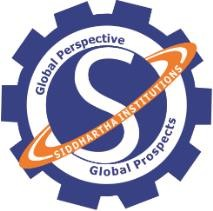 Global Perspective
S
SIDDHARTHA INSTITUTIONS
Global Prospects